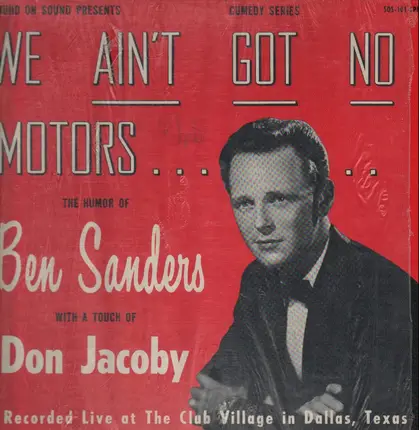 SOUND ON SOUND PRESENTS COMEDY SERIES
WE AIN'T GOT NO
MOTORS . . . . .
THE HUMOR OF
Ben Sanders
WITH A TOUCH OF
Don Jacoby
Recorded Live at The Club Village in Dallas, Texas